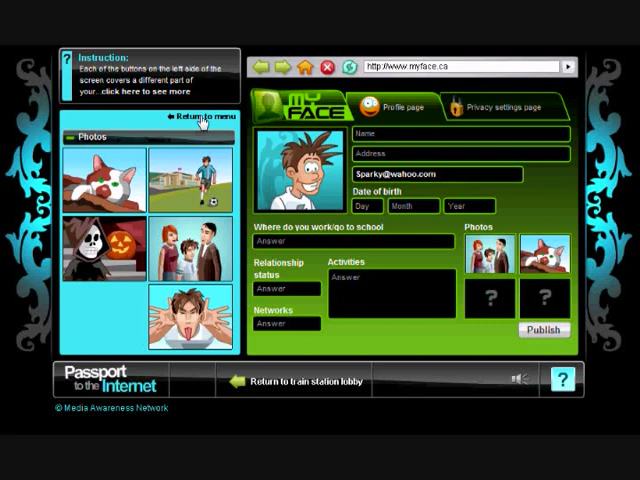 Instruction:
Each of the buttons on the left side of the
screen covers a different part of
your...click here to see more
?
Return to menu
Photos
http://www.myface.ca
MY
FACE
Profile page
Privacy settings page
Name
Address
Sparky@wahoo.com
Date of birth
Day
Month
Year
Where do you work/go to school
Answer
Photos
Relationship
status
Answer
Activities
Answer
Networks
Answer
?
?
Publish
Passport
to the Internet
Return to train station lobby
?
© Media Awareness Network